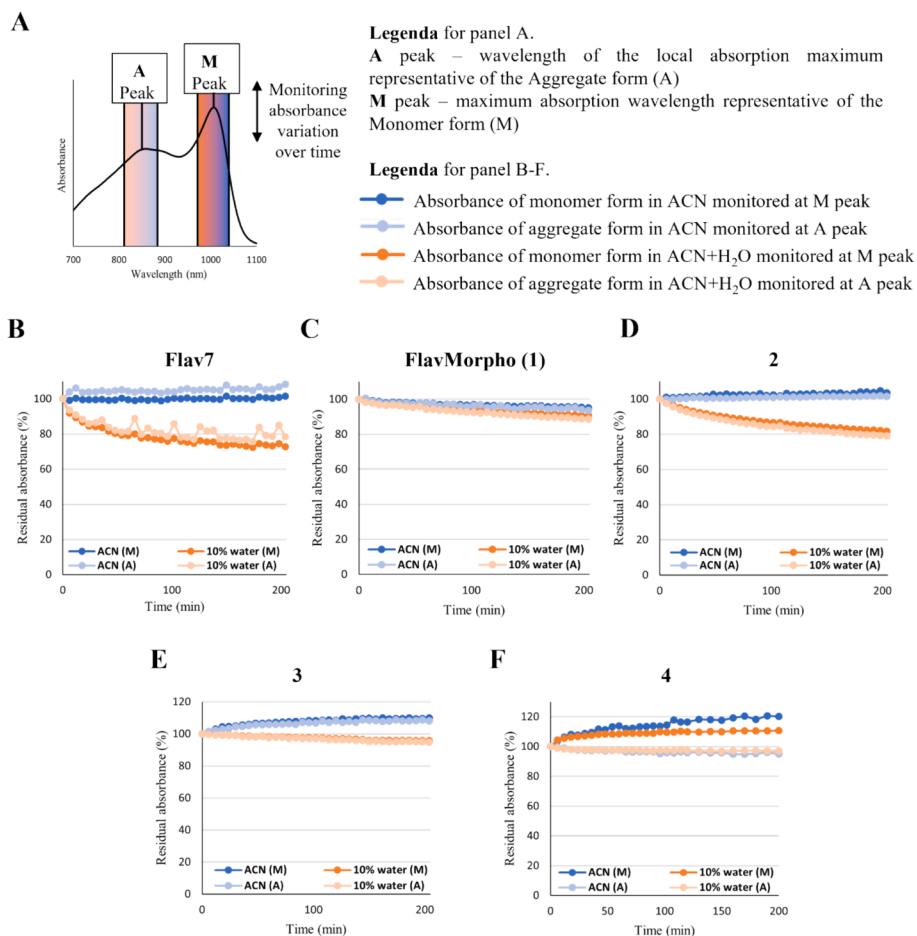 A
A
Peak
M
Peak
Monitoring
absorbance
variation
over time
Absorbance
700 800 900 1000 1100
Wavelength (nm)
Legenda for panel A.
A peak – wavelength of the local absorption maximum
representative of the Aggregate form (A)
M peak – maximum absorption wavelength representative of the
Monomer form (M)
Legenda for panel B-F.
Absorbance of monomer form in ACN monitored at M peak
Absorbance of aggregate form in ACN monitored at A peak
Absorbance of monomer form in ACN+H₂O monitored at M peak
Absorbance of aggregate form in ACN+H₂O monitored at A peak
B
Flav7
Residual absorbance (%)
100
80
60
40
20
0
ACN (M) 10% water (M)
ACN (A) 10% water (A)
0 100 200
Time (min)
C
FlavMorpho (1)
Residual absorbance (%)
100
80
60
40
20
0
ACN (M) 10% water (M)
ACN (A) 10% water (A)
0 100 200
Time (min)
D
2
Residual absorbance (%)
100
80
60
40
20
0
ACN (M) 10% water (M)
ACN (A) 10% water (A)
0 100 200
Time (min)
E
3
Residual absorbance (%)
120
100
80
60
40
20
0
ACN (M) 10% water (M)
ACN (A) 10% water (A)
0 100 200
Time (min)
F
4
Residual absorbance (%)
120
100
80
60
40
20
0
ACN (M) 10% water (M)
ACN (A) 10% water (A)
0 50 100 150 200
Time (min)